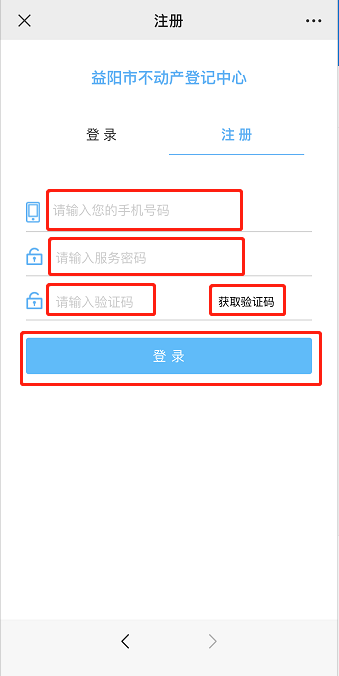 注册
益阳市不动产登记中心
登 录 注 册
请输入您的手机号码
请输入服务密码
请输入验证码 获取验证码
登 录